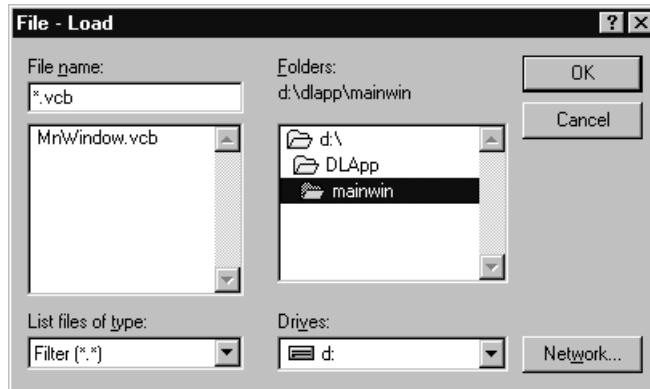 File - Load
File name:
*.vcb
MnWindow.vcb
List files of type:
Filter (*.*)
Folders:
d:\dlapp\mainwin
d:\
DLApp
mainwin
Drives:
d:
OK
Cancel
Network...